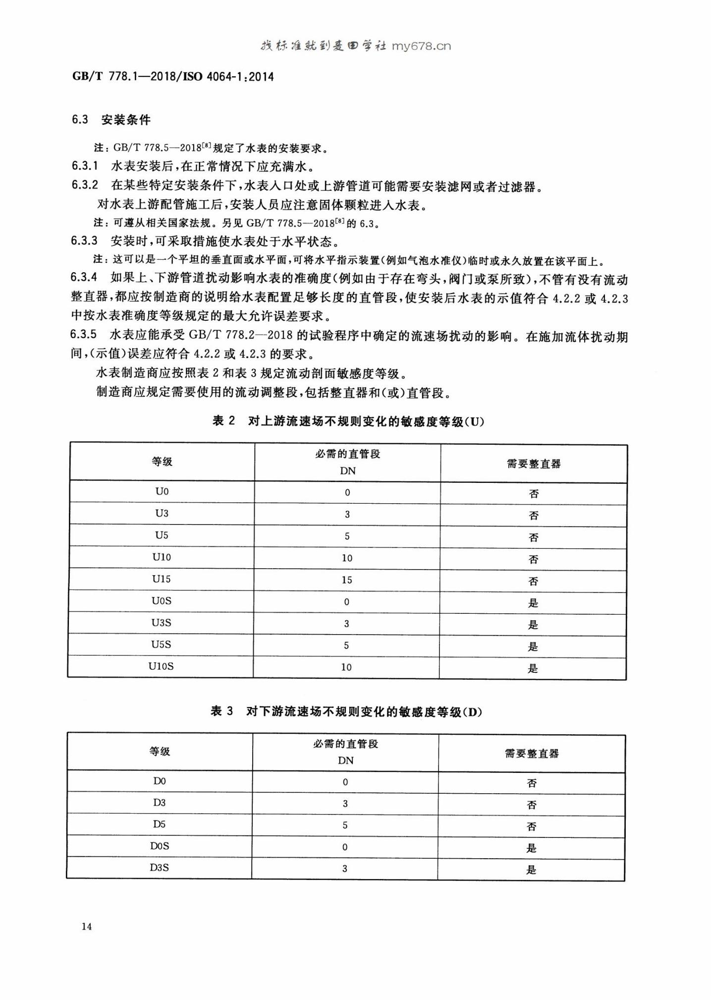 找标准就到麦田学社 my678.cn
GB/T 778.1—2018/ISO 4064-1:2014
6.3 安装条件
注：GB/T 778.5—2018[8]规定了水表的安装要求。
6.3.1 水表安装后，在正常情况下应充满水。
6.3.2 在某些特定安装条件下，水表入口处或上游管道可能需要安装滤网或者过滤器。
对水表上游配管施工后，安装人员应注意固体颗粒进入水表。
注：可遵从相关国家法规。另见 GB/T 778.5—2018[8]的 6.3。
6.3.3 安装时，可采取措施使水表处于水平状态。
注：这可以是一个平坦的垂直面或水平面，可将水平指示装置（例如气泡水准仪）临时或永久放置在该平面上。
6.3.4 如果上、下游管道扰动影响水表的准确度（例如由于存在弯头，阀门或泵所致），不管有没有流动
整直器，都应按制造商的说明给水表配置足够长度的直管段，使安装后水表的示值符合 4.2.2 或 4.2.3
中按水表准确度等级规定的最大允许误差要求。
6.3.5 水表应能承受 GB/T 778.2—2018 的试验程序中确定的流速场扰动的影响。在施加流体扰动期
间，（示值）误差应符合 4.2.2 或 4.2.3 的要求。
水表制造商应按照表 2 和表 3 规定流动剖面敏感度等级。
制造商应规定需要使用的流动调整段，包括整直器和（或）直管段。
表 2 对上游流速场不规则变化的敏感度等级（U）
等级 必需的直管段 DN 需要整直器
U0 0 否
U3 3 否
U5 5 否
U10 10 否
U15 15 否
U0S 0 是
U3S 3 是
U5S 5 是
U10S 10 是
表 3 对下游流速场不规则变化的敏感度等级（D）
等级 必需的直管段 DN 需要整直器
D0 0 否
D3 3 否
D5 5 否
D0S 0 是
D3S 3 是
14